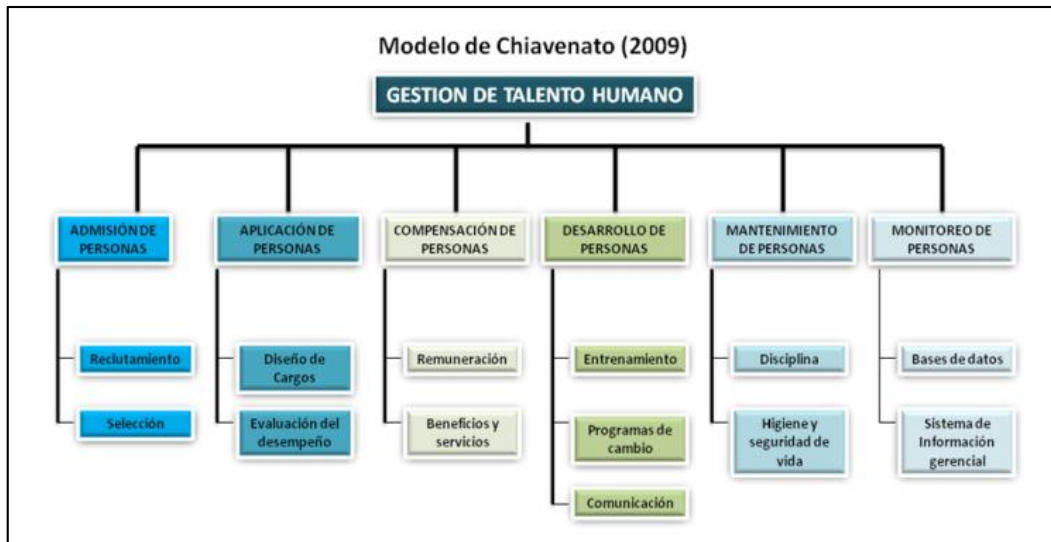 Modelo de Chiavenato (2009)
GESTION DE TALENTO HUMANO
ADMISIÓN DE
PERSONAS
APLICACIÓN DE
PERSONAS
COMPENSACIÓN DE
PERSONAS
DESARROLLO DE
PERSONAS
MANTENIMIENTO
DE PERSONAS
MONITOREO DE
PERSONAS
Reclutamiento
Selección
Diseño de
Cargos
Evaluación del
desempeño
Remuneración
Beneficios y
servicios
Entrenamiento
Programas de
cambio
Comunicación
Disciplina
Higiene y
seguridad de
vida
Bases de datos
Sistema de
Información
gerencial